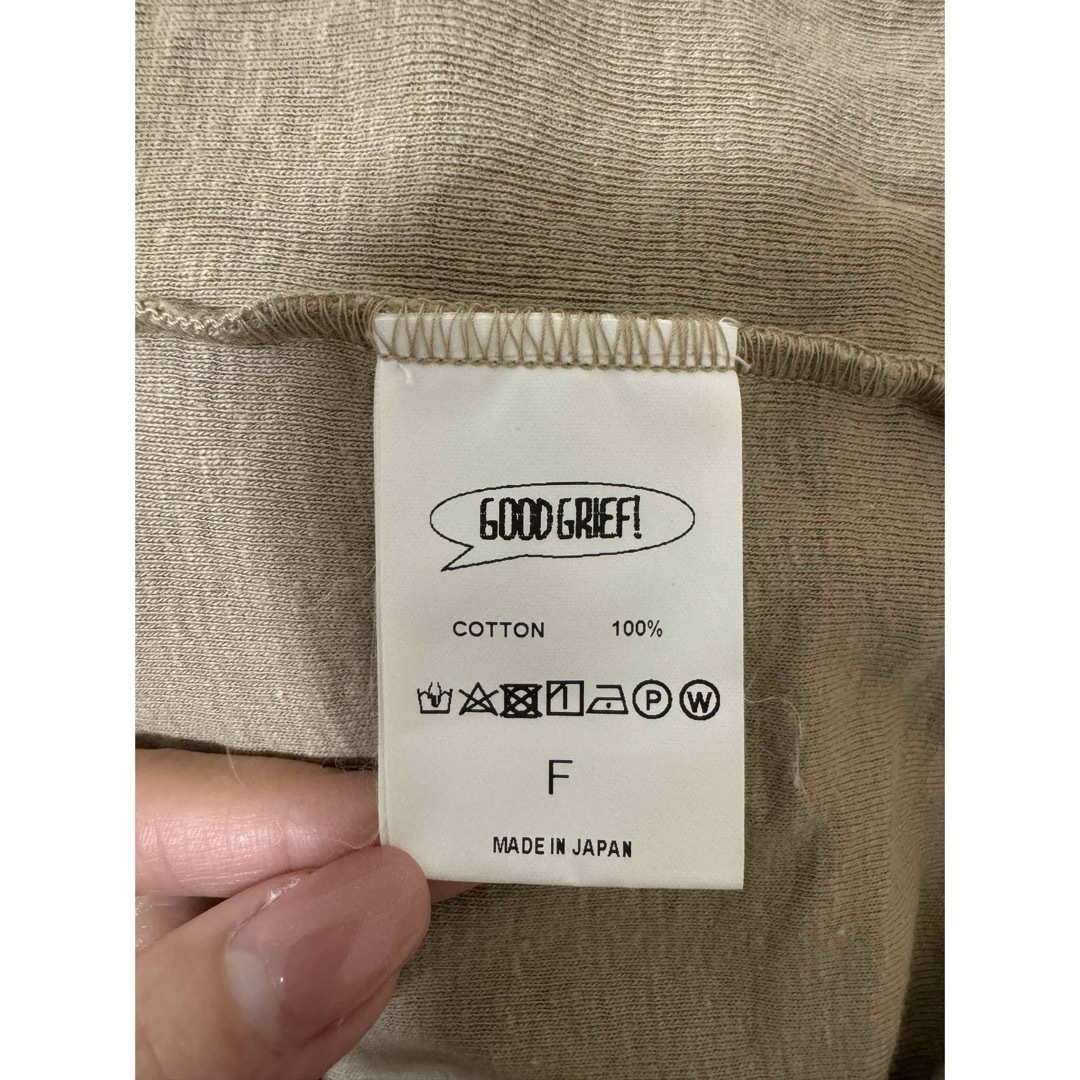 GOOD GRIEF!
COTTON 100%
P W
F
MADE IN JAPAN